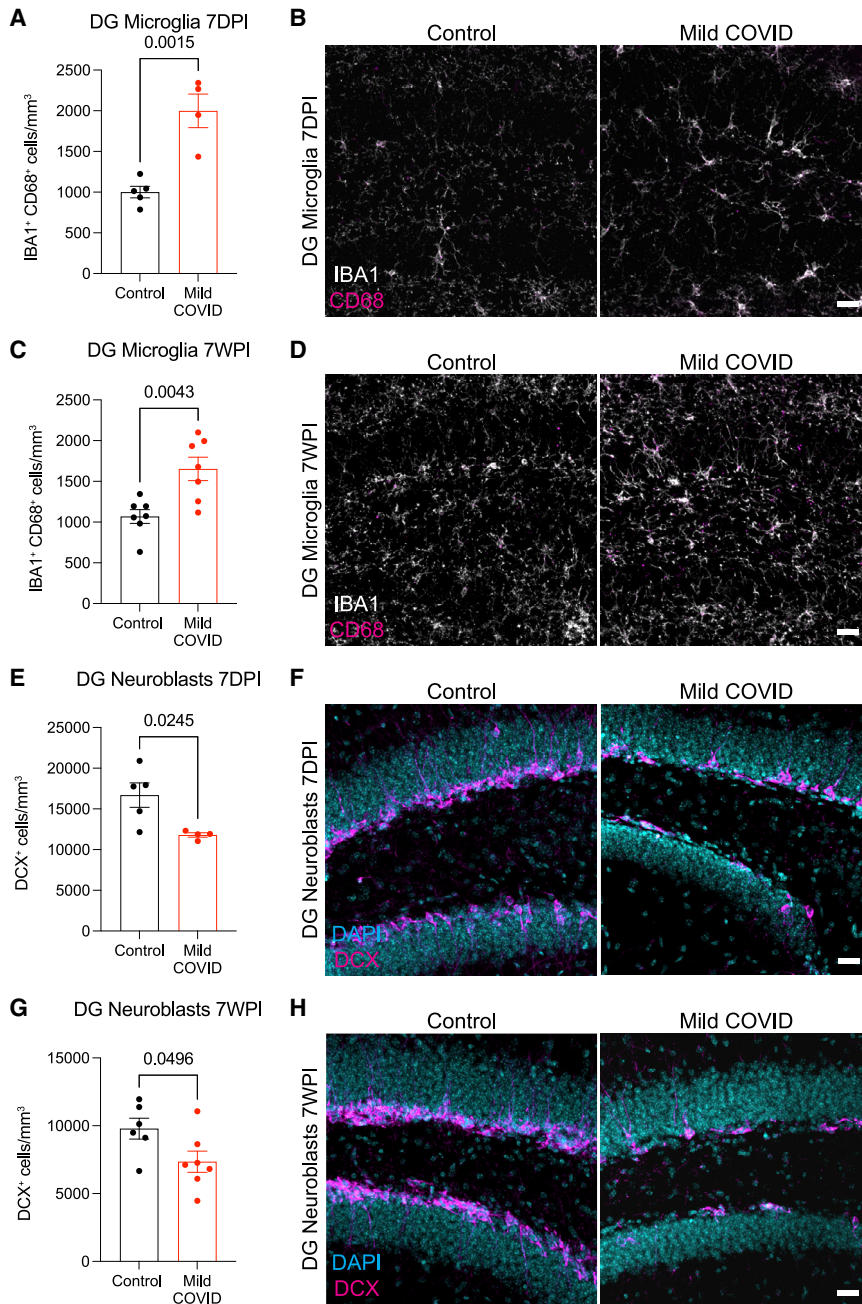 A
DG Microglia 7DPI
0.0015
2500
2000
1500
1000
500
0
IBA1⁺ CD68⁺ cells/mm³
Control
Mild
COVID
B
Control
Mild COVID
DG Microglia 7DPI
IBA1
CD68
C
DG Microglia 7WPI
0.0043
2500
2000
1500
1000
500
0
IBA1⁺ CD68⁺ cells/mm³
Control
Mild
COVID
D
Control
Mild COVID
DG Microglia 7WPI
IBA1
CD68
E
DG Neuroblasts 7DPI
0.0245
25000
20000
15000
10000
5000
0
DCX⁺ cells/mm³
Control
Mild
COVID
F
Control
Mild COVID
DG Neuroblasts 7DPI
DAPI
DCX
G
DG Neuroblasts 7WPI
0.0496
15000
10000
5000
0
DCX⁺ cells/mm³
Control
Mild
COVID
H
Control
Mild COVID
DG Neuroblasts 7WPI
DAPI
DCX